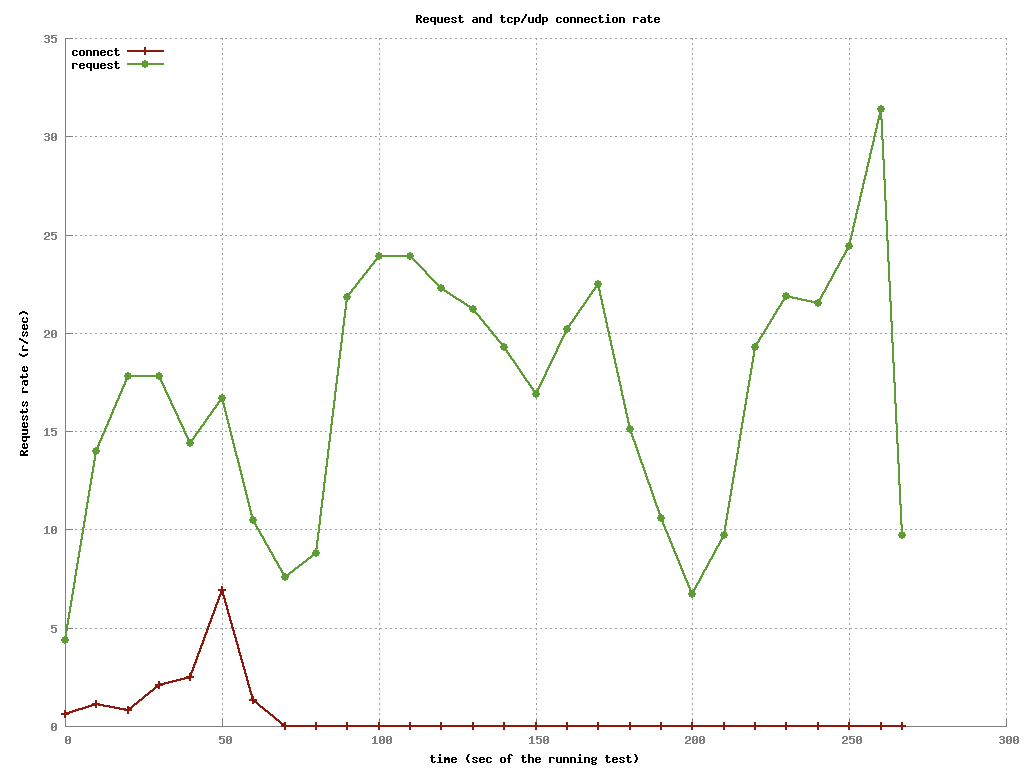 Request and tcp/udp connection rate
connect
request
35
30
25
20
15
10
5
0
Requests rate (r/sec)
0 50 100 150 200 250 300
time (sec of the running test)